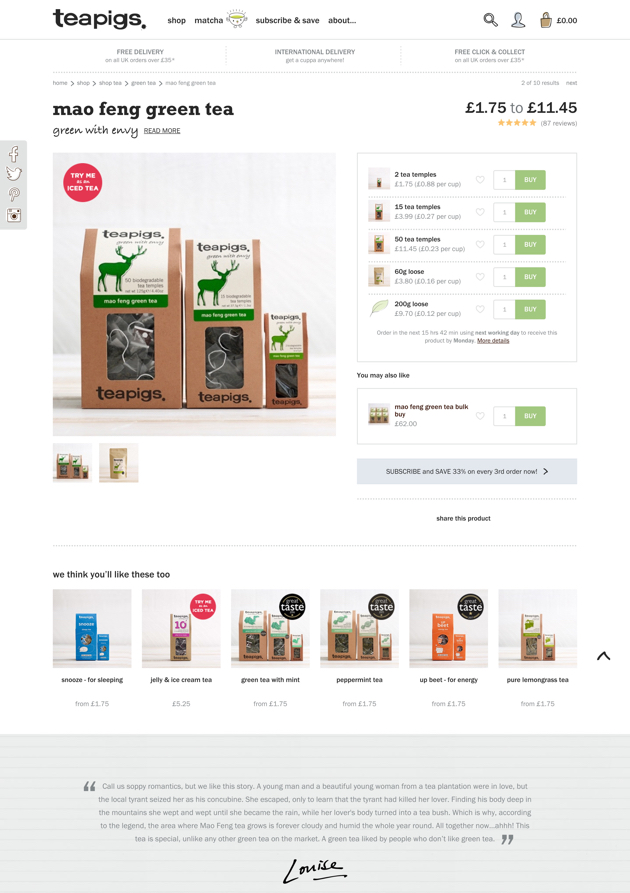 teapigs.
shop matcha subscribe & save about... £0.00
FREE DELIVERY
on all UK orders over £35*
INTERNATIONAL DELIVERY
get a cuppa anywhere!
FREE CLICK & COLLECT
on all UK orders over £35*
home > shop > shop tea > green tea > mao feng green tea
2 of 10 results next
mao feng green tea
£1.75 to £11.45
green with envy READ MORE
(87 reviews)
TRY ME
as an
ICED TEA
teapigs.
green with envy
50 biodegradable
tea temples
mao feng green tea
teapigs.
teapigs.
green with envy
15 biodegradable
tea temples
mao feng green tea
teapigs.
teapigs.
green with envy
mao feng green tea
teapigs.
2 tea temples
£1.75 (£0.88 per cup)
1 BUY
15 tea temples
£3.99 (£0.27 per cup)
1 BUY
50 tea temples
£11.45 (£0.23 per cup)
1 BUY
60g loose
£3.80 (£0.16 per cup)
1 BUY
200g loose
£9.70 (£0.12 per cup)
1 BUY
Order in the next 15 hrs 42 min using next working day to receive this
product by Monday. More details
You may also like
mao feng green tea bulk
buy
£62.00
1 BUY
SUBSCRIBE and SAVE 33% on every 3rd order now! >
share this product
we think you'll like these too
TRY ME
as an
ICED TEA
great
taste
great
taste
great
taste
snooze - for sleeping
jelly & ice cream tea
green tea with mint
peppermint tea
up beet - for energy
pure lemongrass tea
from £1.75
£5.25
from £1.75
from £1.75
from £1.75
from £1.75
“ Call us soppy romantics, but we like this story. A young man and a beautiful young woman from a tea plantation were in love, but
the local tyrant seized her as his concubine. She escaped, only to learn that the tyrant had killed her lover. Finding his body deep in
the mountains she wept and wept until she became the rain, while her lover's body turned into a tea bush. Which is why, according
to the legend, the area where Mao Feng tea grows is forever cloudy and humid the whole year round. All together now...ahhh! This
tea is special, unlike any other green tea on the market. A green tea liked by people who don't like green tea. ”
Louise